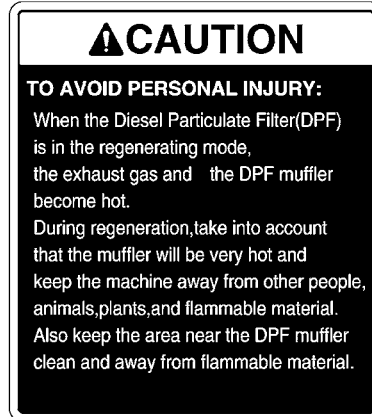 CAUTION
TO AVOID PERSONAL INJURY:
When the Diesel Particulate Filter(DPF)
is in the regenerating mode,
the exhaust gas and the DPF muffler
become hot.
During regeneration,take into account
that the muffler will be very hot and
keep the machine away from other people,
animals,plants,and flammable material.
Also keep the area near the DPF muffler
clean and away from flammable material.